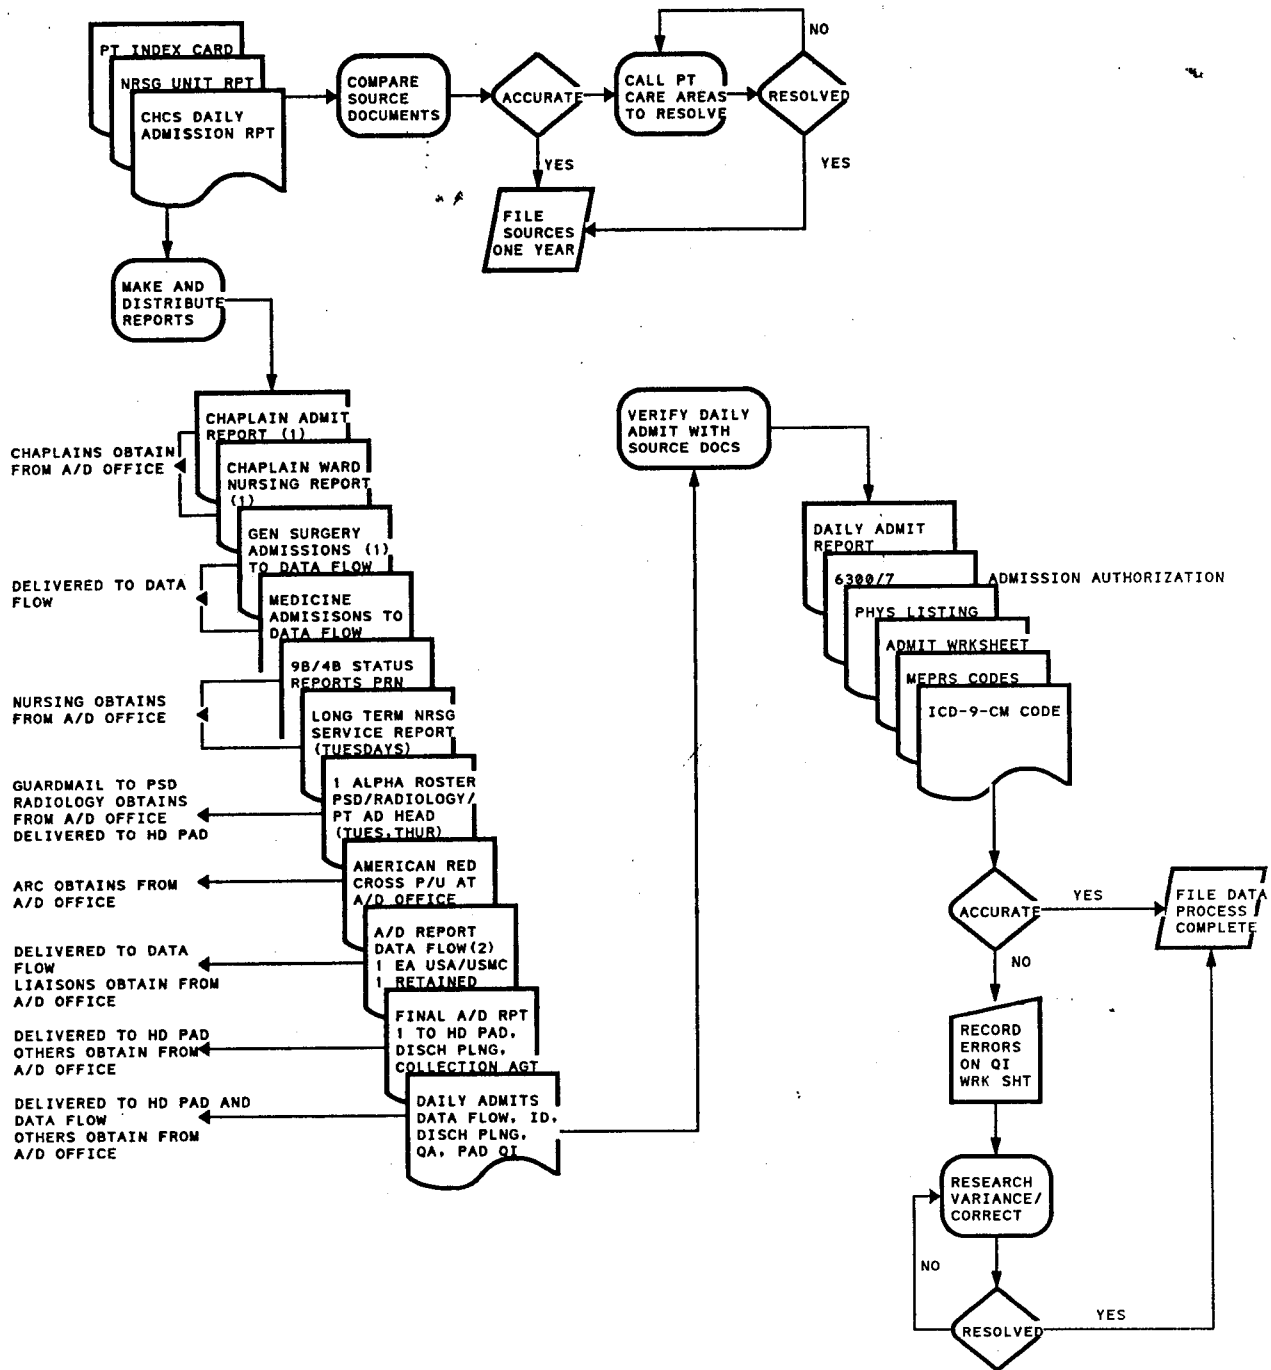 PT INDEX CARD
NRSG UNIT RPT
CHCS DAILY
ADMISSION RPT
COMPARE
SOURCE
DOCUMENTS
ACCURATE
YES
CALL PT
CARE AREAS
TO RESOLVE
NO
RESOLVED
YES
FILE
SOURCES
ONE YEAR
MAKE AND
DISTRIBUTE
REPORTS
CHAPLAIN ADMIT
REPORT (1)
CHAPLAINS OBTAIN
FROM A/D OFFICE
CHAPLAIN WARD
NURSING REPORT
(1)
GEN SURGERY
ADMISSIONS (1)
TO DATA FLOW
DELIVERED TO DATA
FLOW
MEDICINE
ADMISISONS TO
DATA FLOW
9B/4B STATUS
REPORTS PRN
NURSING OBTAINS
FROM A/D OFFICE
LONG TERM NRSG
SERVICE REPORT
(TUESDAYS)
GUARDMAIL TO PSD
RADIOLOGY OBTAINS
FROM A/D OFFICE
DELIVERED TO HD PAD
1 ALPHA ROSTER
PSD/RADIOLOGY/
PT AD HEAD
(TUES,THUR)
ARC OBTAINS FROM
A/D OFFICE
AMERICAN RED
CROSS P/U AT
A/D OFFICE
DELIVERED TO DATA
FLOW
LIAISONS OBTAIN FROM
A/D OFFICE
A/D REPORT
DATA FLOW(2)
1 EA USA/USMC
1 RETAINED
DELIVERED TO HD PAD
OTHERS OBTAIN FROM
A/D OFFICE
FINAL A/D RPT
1 TO HD PAD,
DISCH PLNG,
COLLECTION AGT
DELIVERED TO HD PAD AND
DATA FLOW
OTHERS OBTAIN FROM
A/D OFFICE
DAILY ADMITS
DATA FLOW, ID,
DISCH PLNG,
QA, PAD QI
VERIFY DAILY
ADMIT WITH
SOURCE DOCS
DAILY ADMIT
REPORT
6300/7
ADMISSION AUTHORIZATION
PHYS LISTING
ADMIT WRKSHEET
MEPRS CODES
ICD-9-CM CODE
ACCURATE
YES
FILE DATA
PROCESS
COMPLETE
NO
RECORD
ERRORS
ON QI
WRK SHT
RESEARCH
VARIANCE/
CORRECT
NO
RESOLVED
YES